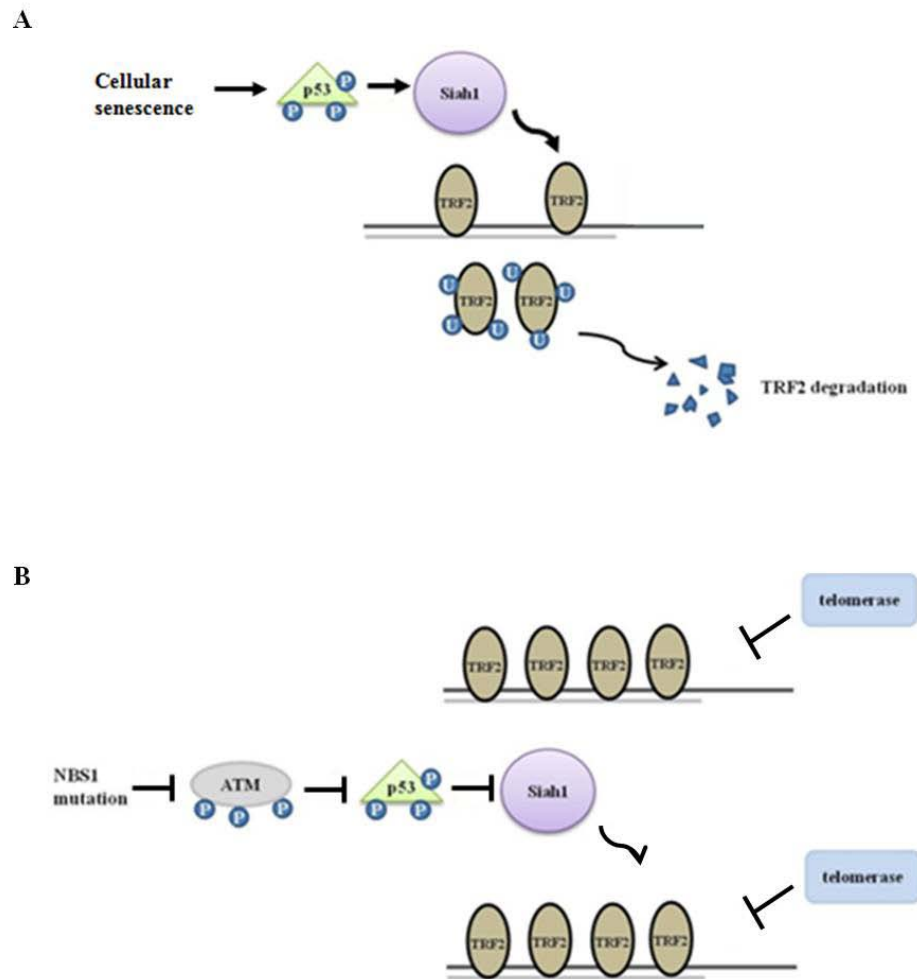 A
Cellular
senescence
p53
P
P
P
Siah1
TRF2
TRF2
TRF2
TRF2
U
U
U
U
U
U
TRF2 degradation
B
telomerase
TRF2
TRF2
TRF2
TRF2
NBS1
mutation
ATM
P
P
P
p53
P
P
P
Siah1
telomerase
TRF2
TRF2
TRF2
TRF2